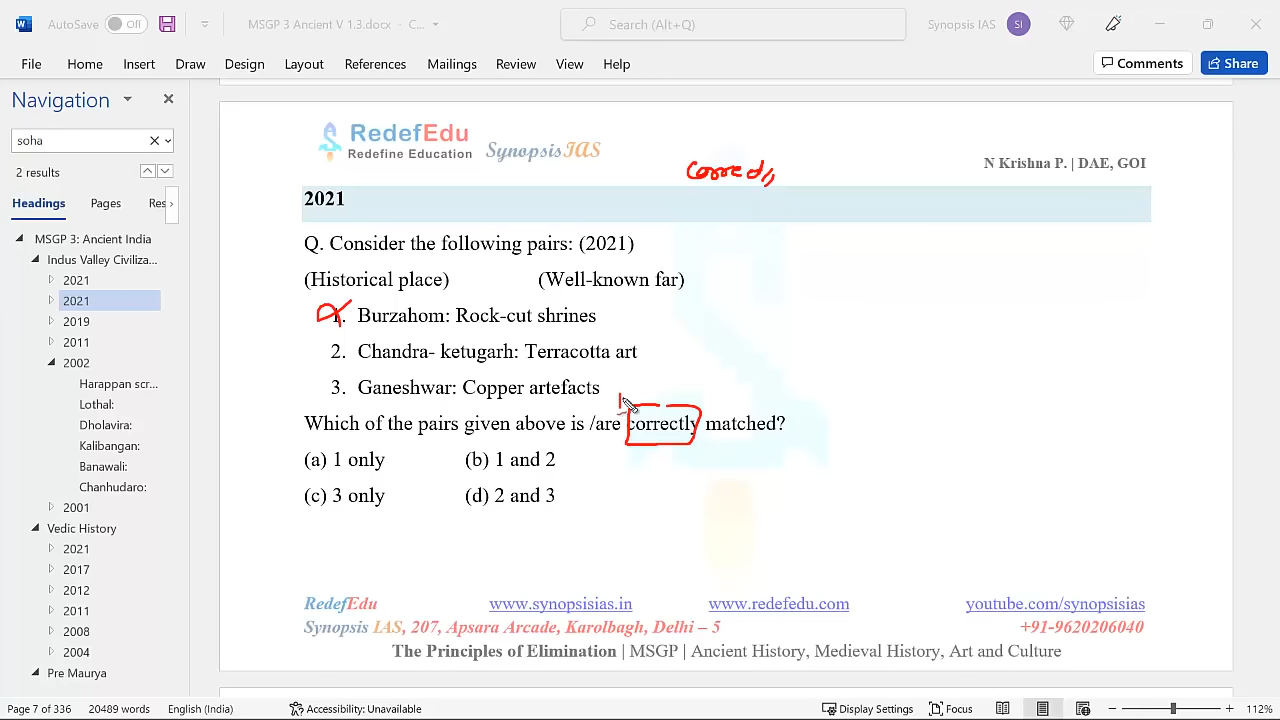 AutoSave Off MSGP 3 Ancient V 1.3.docx - C... Search (Alt+Q) Synopsis IAS SI
File Home Insert Draw Design Layout References Mailings Review View Help Comments Share
Navigation
soha
2 results
Headings Pages Res
MSGP 3: Ancient India
Indus Valley Civiliza...
2021
2021
2019
2011
2002
Harappan scr...
Lothal:
Dholavira:
Kalibangan:
Banawali:
Chanhudaro:
2001
Vedic History
2021
2017
2012
2011
2008
2004
Pre Maurya
RedefEdu
Redefine Education
SynopsisIAS
N Krishna P. | DAE, GOI
2021
Q. Consider the following pairs: (2021)
(Historical place) (Well-known far)
1. Burzahom: Rock-cut shrines
2. Chandra- ketugarh: Terracotta art
3. Ganeshwar: Copper artefacts
Which of the pairs given above is /are correctly matched?
(a) 1 only (b) 1 and 2
(c) 3 only (d) 2 and 3
RedefEdu www.synopsisias.in www.redefedu.com youtube.com/synopsisias
Synopsis IAS, 207, Apsara Arcade, Karolbagh, Delhi – 5 +91-9620206040
The Principles of Elimination | MSGP | Ancient History, Medieval History, Art and Culture
Page 7 of 336 20489 words English (India) Accessibility: Unavailable Display Settings Focus 112%